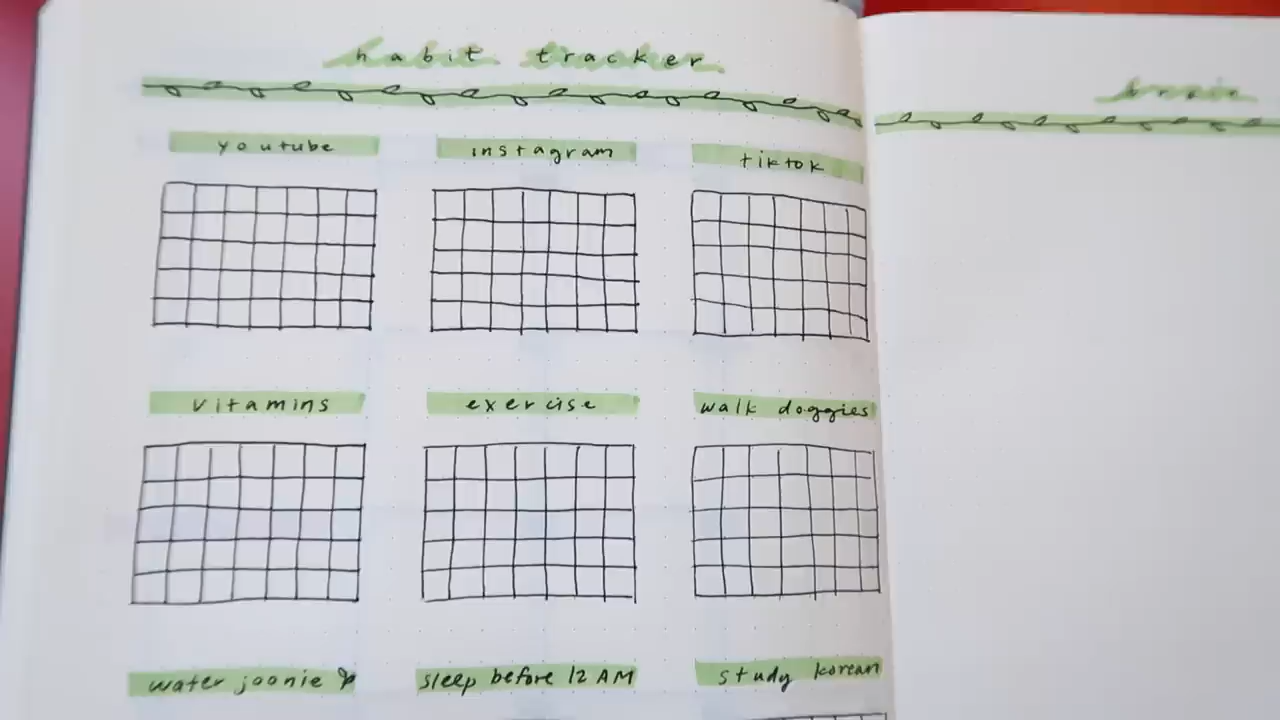 habit tracker
youtube instagram tiktok
vitamins exercise walk doggies
water joonie sleep before 12 AM study korean